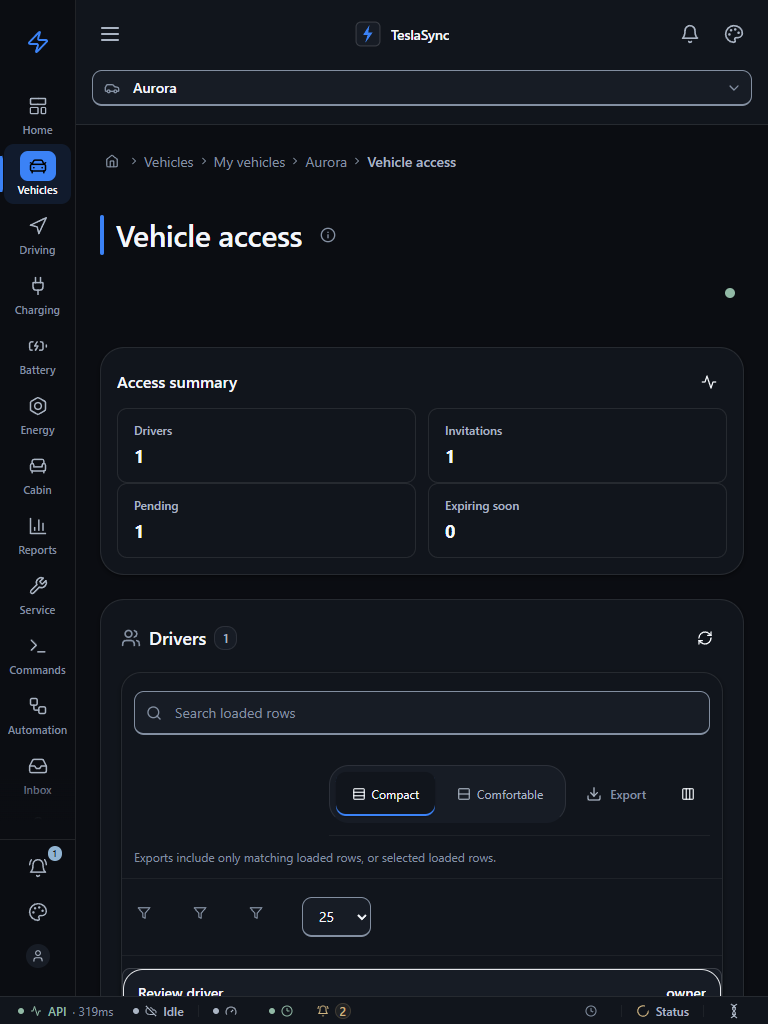 TeslaSync
Aurora
Home
Vehicles
Driving
Charging
Battery
Energy
Cabin
Reports
Service
Commands
Automation
Inbox
1
Vehicles > My vehicles > Aurora > Vehicle access
Vehicle access
Access summary
Drivers
1
Invitations
1
Pending
1
Expiring soon
0
Drivers 1
Search loaded rows
Compact Comfortable Export
Exports include only matching loaded rows, or selected loaded rows.
25
Review driver owner
API · 319ms Idle 2 Status